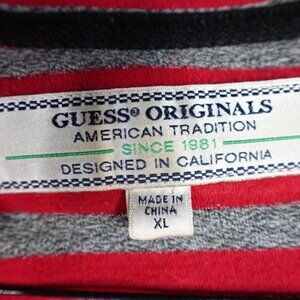 GUESS® ORIGINALS
AMERICAN TRADITION
SINCE 1981
DESIGNED IN CALIFORNIA
MADE IN
CHINA
XL